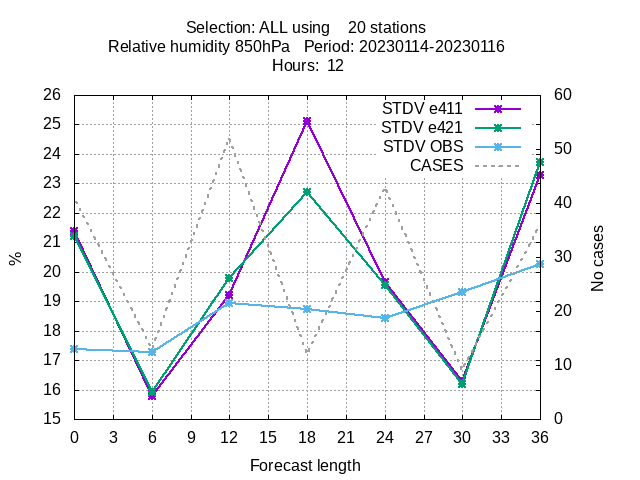 Selection: ALL using    20 stations
Relative humidity 850hPa   Period: 20230114-20230116
Hours:  12
STDV e411
STDV e421
STDV OBS
CASES
26
25
24
23
22
21
20
19
18
17
16
15
%
60
50
40
30
20
10
0
No cases
0 3 6 9 12 15 18 21 24 27 30 33 36
Forecast length